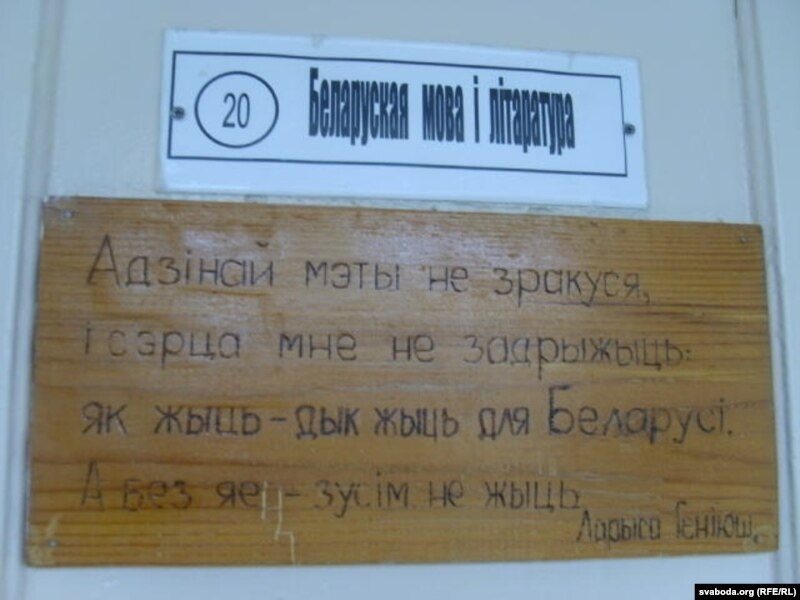 20 Беларуская мова і літаратура
Адзінай мэты не зракуся,
і сэрца мне не задрыжыць:
як жыць - дык жыць для Беларусі.
А без яе - зусім не жыць
Ларыса Геніюш.
svaboda.org (RFE/RL)